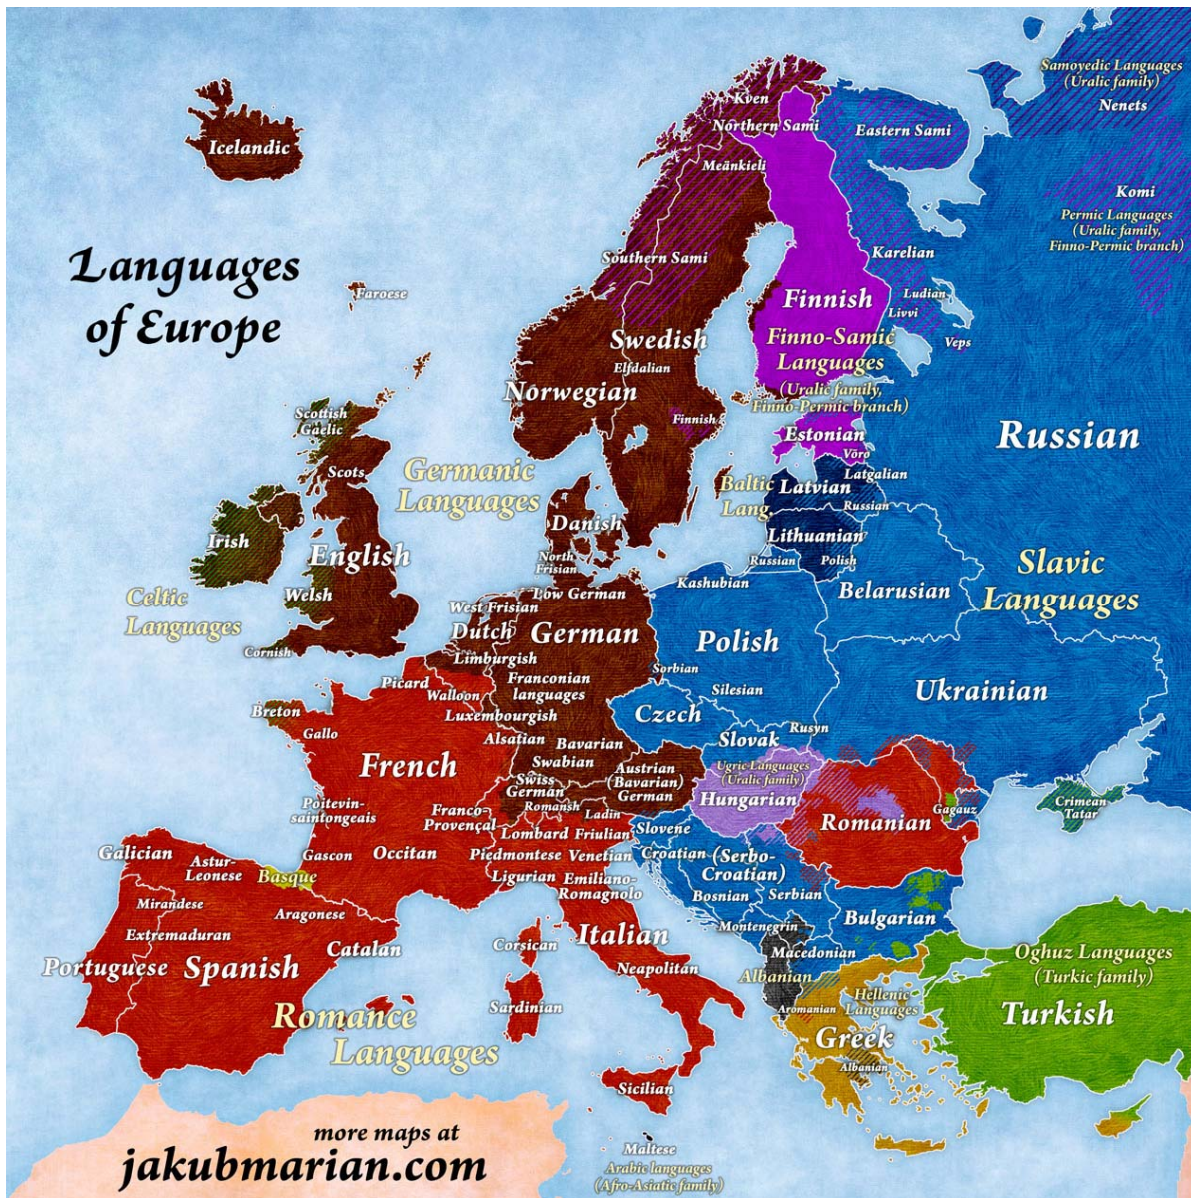 Languages
of Europe
Icelandic
Faroese
Samoyedic Languages
(Uralic family)
Nenets
Komi
Permic Languages
(Uralic family,
Finno-Permic branch)
Kven
Northern Sami
Eastern Sami
Meänkieli
Southern Sami
Karelian
Ludian
Livvi
Veps
Finnish
Finno-Samic
Languages
(Uralic family,
Finno-Permic branch)
Swedish
Elfdalian
Norwegian
Finnish
Estonian
Võro
Russian
Scottish
Gaelic
Scots
Germanic
Languages
Baltic
Lang.
Latvian
Latgalian
Russian
Lithuanian
Russian
Polish
Irish
English
Welsh
Celtic
Languages
Cornish
Danish
North
Frisian
Low German
West Frisian
Dutch
German
Limburgish
Franconian
languages
Kashubian
Belarusian
Slavic
Languages
Polish
Sorbian
Silesian
Ukrainian
Czech
Slovak
Rusyn
Picard
Walloon
Luxembourgish
Breton
Gallo
French
Alsatian
Bavarian
Swabian
Swiss
German
Austrian
(Bavarian)
German
Romansh
Ladin
Ugric Languages
(Uralic family)
Hungarian
Romanian
Gagauz
Crimean
Tatar
Poitevin-
saintongeais
Franco-
Provençal
Lombard
Friulian
Slovene
Galician
Astur-
Leonese
Basque
Gascon
Occitan
Piedmontese
Venetian
Croatian
(Serbo-
Croatian)
Ligurian
Emiliano-
Romagnolo
Bosnian
Serbian
Mirandese
Aragonese
Extremaduran
Portuguese
Spanish
Catalan
Corsican
Italian
Montenegrin
Bulgarian
Macedonian
Albanian
Neapolitan
Sardinian
Romance
Languages
Aromanian
Hellenic
Languages
Greek
Albanian
Oghuz Languages
(Turkic family)
Turkish
Sicilian
Maltese
Arabic languages
(Afro-Asiatic family)
more maps at
jakubmarian.com